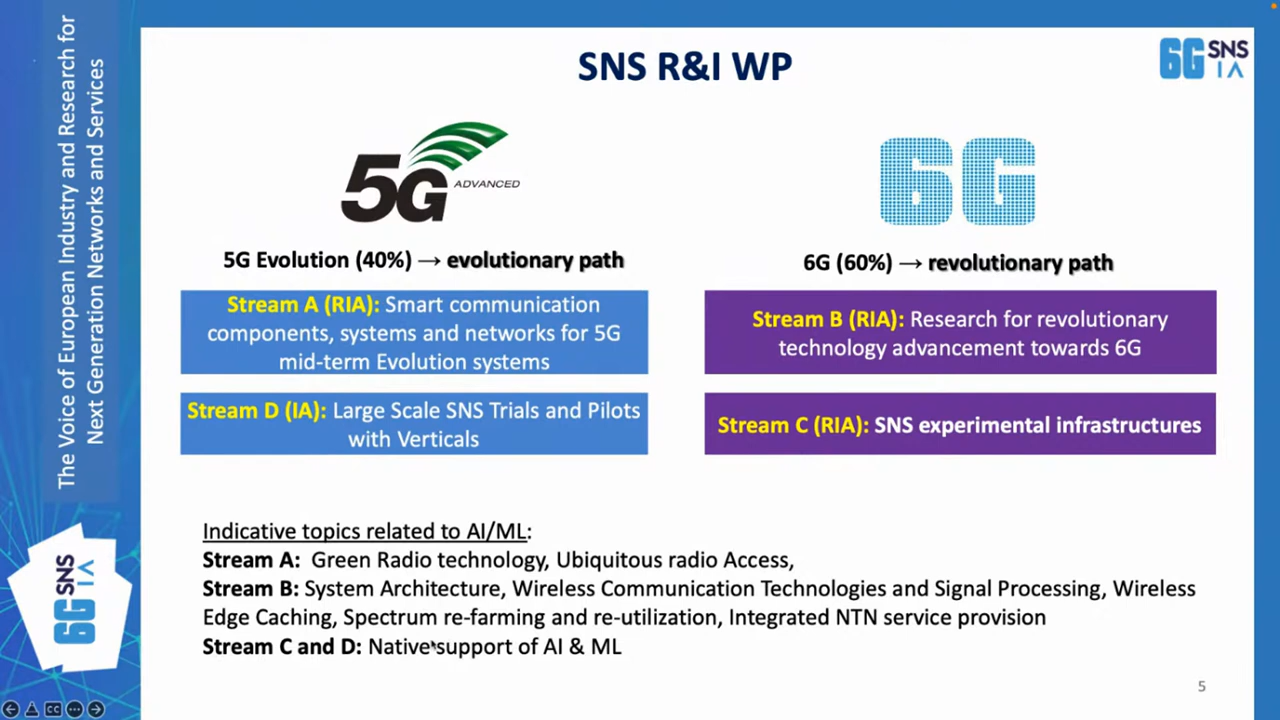 The Voice of European Industry and Research for
Next Generation Networks and Services
6G SNS
IA
SNS R&I WP
6G SNS
IA
5G ADVANCED
6G
5G Evolution (40%) → evolutionary path
6G (60%) → revolutionary path
Stream A (RIA): Smart communication
components, systems and networks for 5G
mid-term Evolution systems
Stream B (RIA): Research for revolutionary
technology advancement towards 6G
Stream D (IA): Large Scale SNS Trials and Pilots
with Verticals
Stream C (RIA): SNS experimental infrastructures
Indicative topics related to AI/ML:
Stream A: Green Radio technology, Ubiquitous radio Access,
Stream B: System Architecture, Wireless Communication Technologies and Signal Processing, Wireless
Edge Caching, Spectrum re-farming and re-utilization, Integrated NTN service provision
Stream C and D: Native support of AI & ML
5
CC